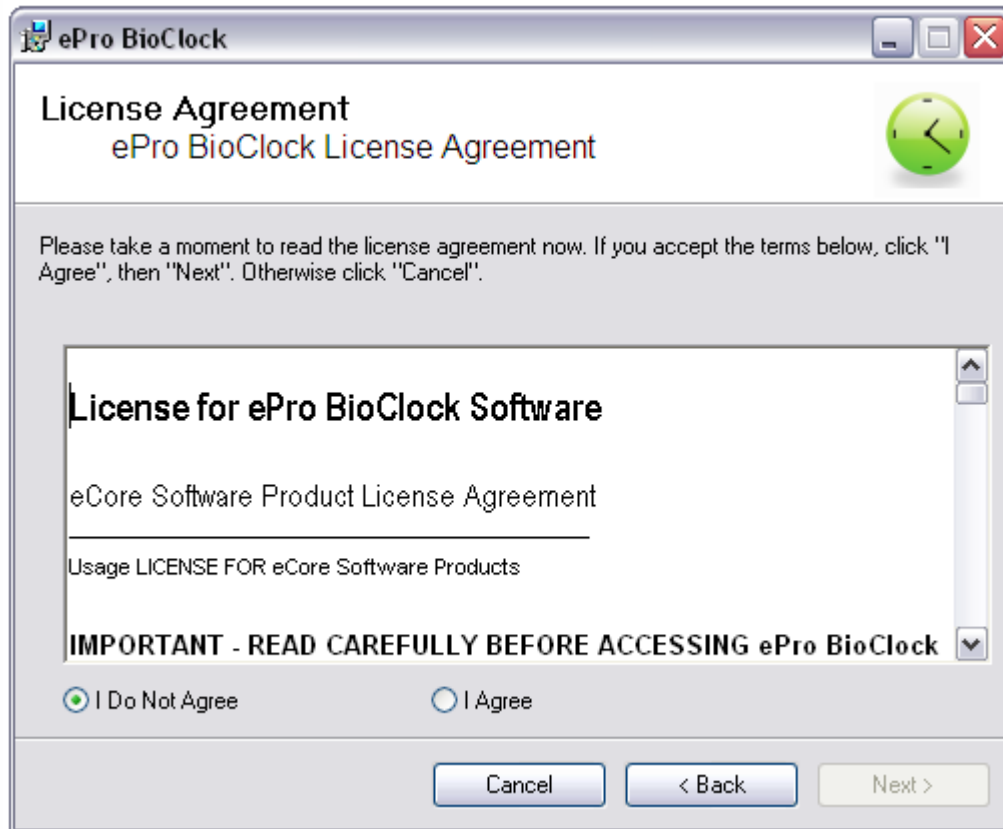 ePro BioClock
License Agreement
ePro BioClock License Agreement
Please take a moment to read the license agreement now. If you accept the terms below, click "I
Agree", then "Next". Otherwise click "Cancel".
License for ePro BioClock Software
eCore Software Product License Agreement
Usage LICENSE FOR eCore Software Products
IMPORTANT - READ CAREFULLY BEFORE ACCESSING ePro BioClock
I Do Not Agree I Agree
Cancel < Back Next >